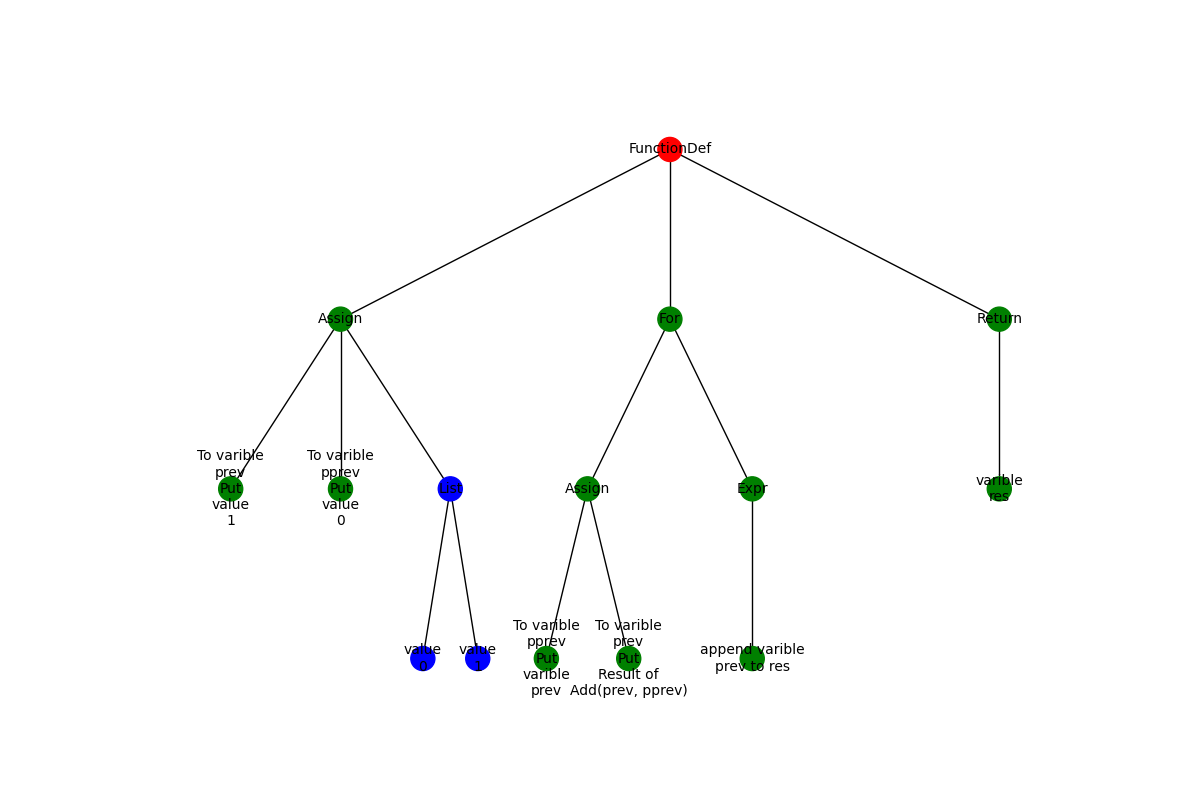 FunctionDef
Assign
For
Return
To varible
prev
Put
value
1
To varible
pprev
Put
value
0
List
Assign
Expr
varible
res
value
0
value
1
To varible
pprev
Put
varible
prev
To varible
prev
Put
Result of
Add(prev, pprev)
append varible
prev to res